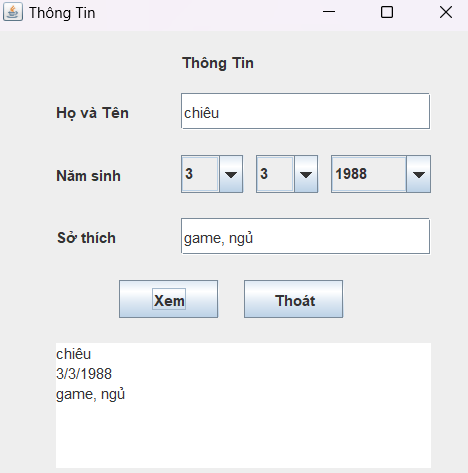 Thông Tin
Thông Tin
Họ và Tên chiêu
Năm sinh 3 3 1988
Sở thích game, ngủ
Xem Thoát
chiêu
3/3/1988
game, ngủ